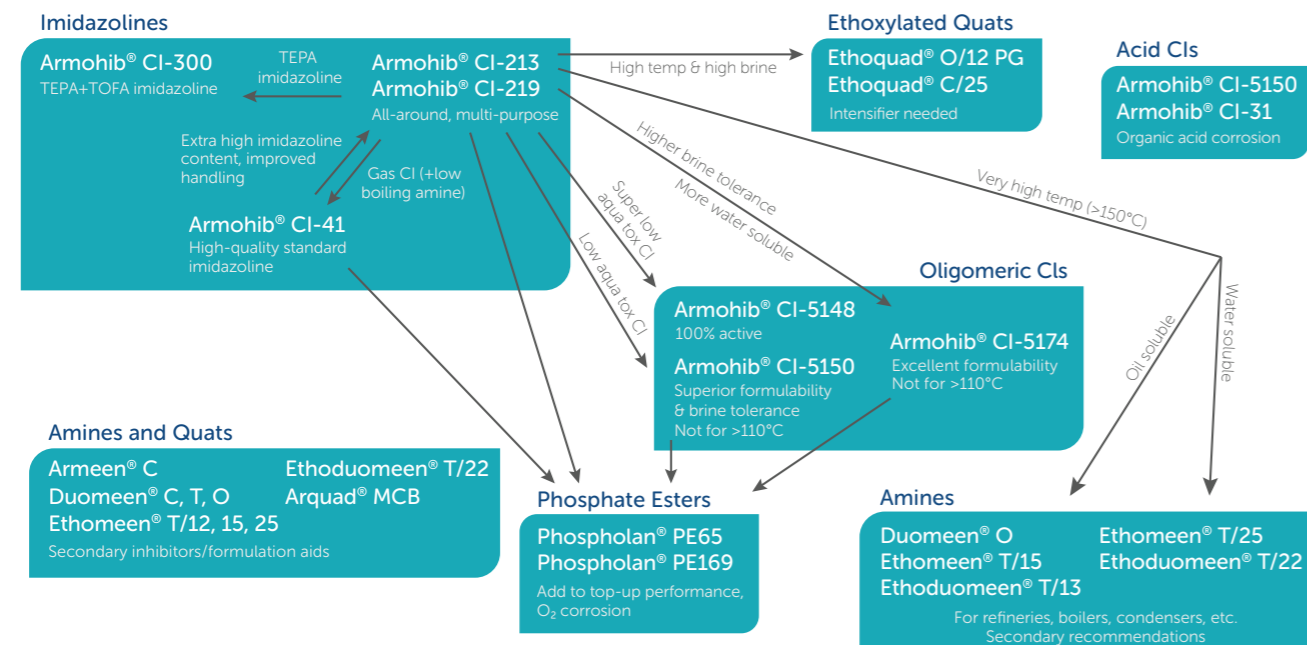 Imidazolines
Armohib® CI-300
TEPA+TOFA imidazoline
TEPA
imidazoline
Armohib® CI-213
Armohib® CI-219
All-around, multi-purpose
Extra high imidazoline
content, improved
handling
Gas CI (+low
boiling amine)
Armohib® CI-41
High-quality standard
imidazoline
High temp & high brine
Ethoxylated Quats
Ethoquad® O/12 PG
Ethoquad® C/25
Intensifier needed
Acid CIs
Armohib® CI-5150
Armohib® CI-31
Organic acid corrosion
Super low
aqua tox CI
Low aqua tox CI
Higher brine tolerance
More water soluble
Very high temp (>150°C)
Oil soluble
Water soluble
Oligomeric CIs
Armohib® CI-5148
100% active
Armohib® CI-5150
Superior formulability
& brine tolerance
Not for >110°C
Armohib® CI-5174
Excellent formulability
Not for >110°C
Amines and Quats
Armeen® C
Duomeen® C, T, O
Ethomeen® T/12, 15, 25
Ethoduomeen® T/22
Arquad® MCB
Secondary inhibitors/formulation aids
Phosphate Esters
Phospholan® PE65
Phospholan® PE169
Add to top-up performance,
O₂ corrosion
Amines
Duomeen® O
Ethomeen® T/15
Ethoduomeen® T/13
Ethomeen® T/25
Ethoduomeen® T/22
For refineries, boilers, condensers, etc.
Secondary recommendations